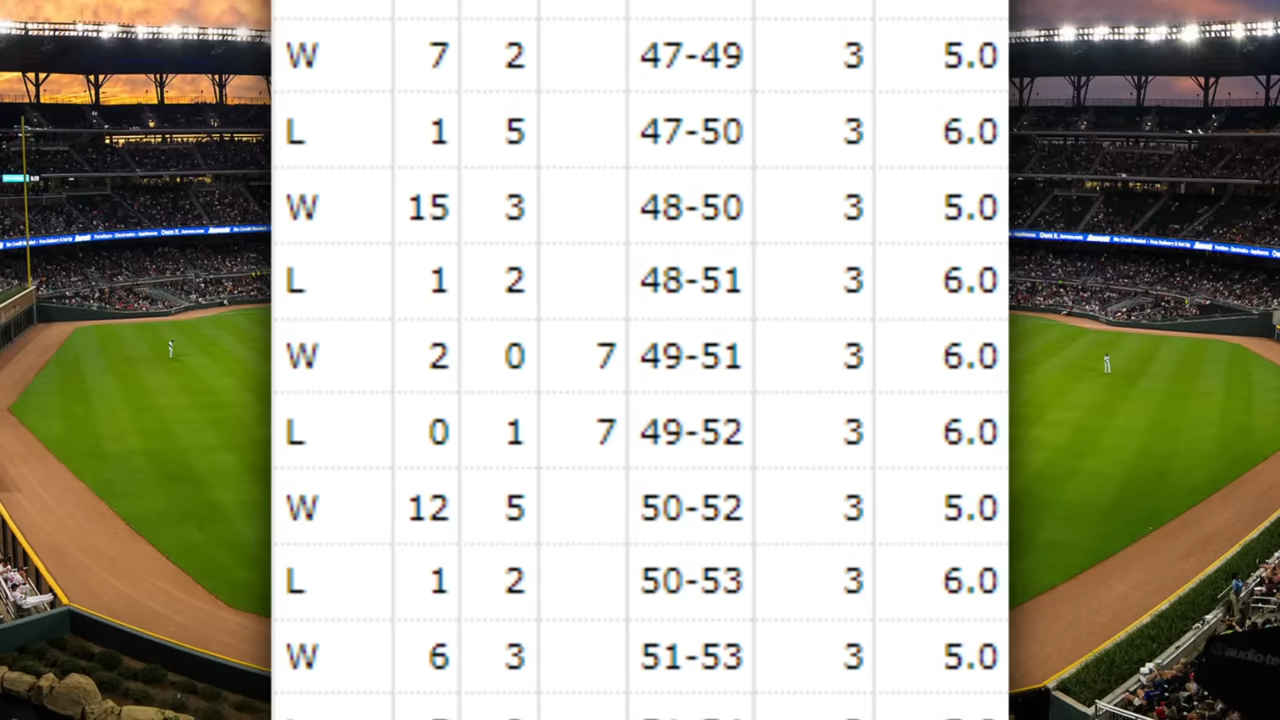 W 7 2 47-49 3 5.0
L 1 5 47-50 3 6.0
W 15 3 48-50 3 5.0
L 1 2 48-51 3 6.0
W 2 0 7 49-51 3 6.0
L 0 1 7 49-52 3 6.0
W 12 5 50-52 3 5.0
L 1 2 50-53 3 6.0
W 6 3 51-53 3 5.0